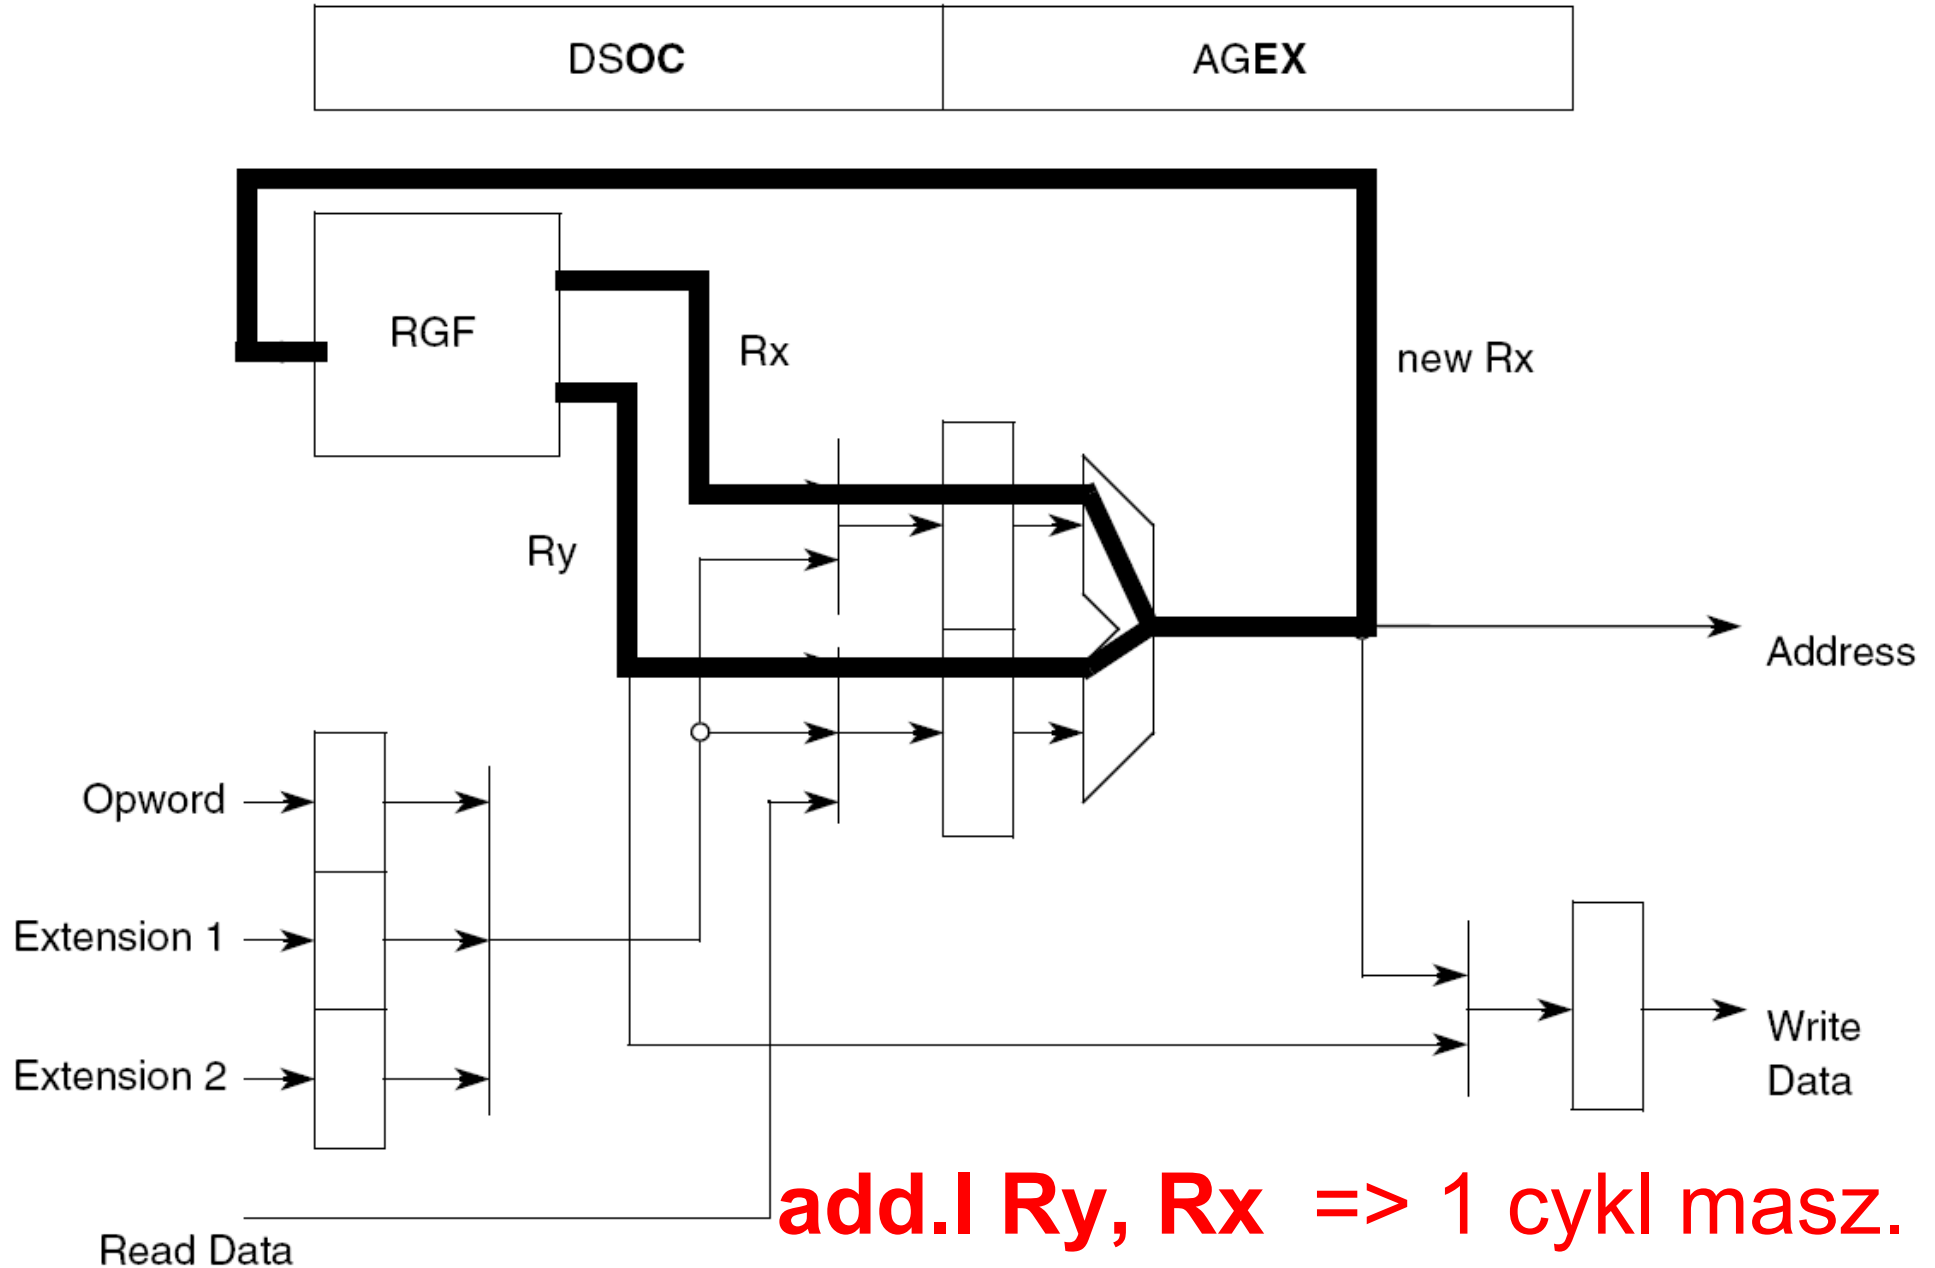 DSOC
AGEX
RGF
Rx
new Rx
Ry
Address
Opword
Extension 1
Extension 2
Write
Data
Read Data
add.l Ry, Rx => 1 cykl masz.